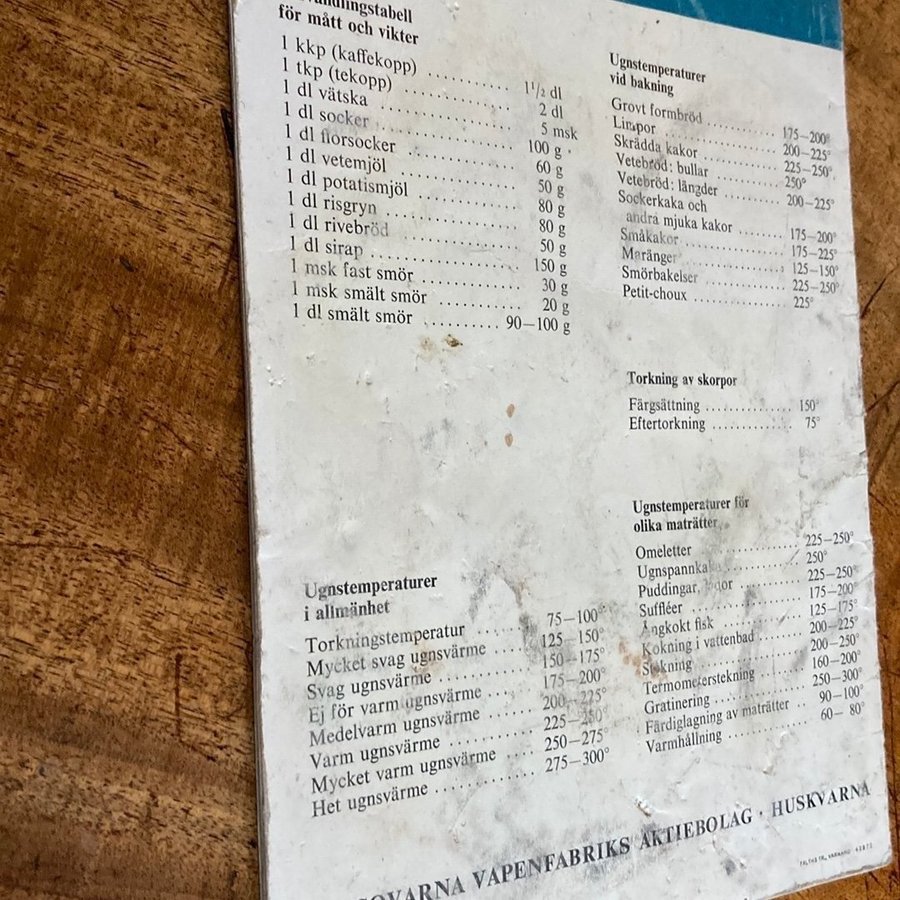 för mått och vikter
1 kkp (kaffekopp) ........ 1 1/2 dl
1 tkp (tekopp) ........ 2 dl
1 dl vätska ........ 5 msk
1 dl socker ........ 100 g
1 dl florsocker ........ 60 g
1 dl vetemjöl ........ 50 g
1 dl potatismjöl ........ 80 g
1 dl risgryn ........ 80 g
1 dl rivebröd ........ 50 g
1 dl sirap ........ 150 g
1 msk fast smör ........ 30 g
1 msk smält smör ........ 20 g
1 dl smält smör ........ 90—100 g
Ugnstemperaturer
i allmänhet
Torkningstemperatur ..... 75—100°
Mycket svag ugnsvärme ... 125—150°
Svag ugnsvärme ........ 150—175°
Ej för varm ugnsvärme .... 175—200°
Medelvarm ugnsvärme ..... 200—225°
Varm ugnsvärme ........ 225—250°
Mycket varm ugnsvärme ... 250—275°
Het ugnsvärme ........ 275—300°
Ugnstemperaturer
vid bakning
Grovt formbröd ........ 175—200°
Limpor ........ 200—225°
Skrädda kakor ........ 225—250°
Vetebröd: bullar ........ 250°
Vetebröd: längder ........ 200—225°
Sockerkaka och
andra mjuka kakor ........ 175—200°
Småkakor ........ 175—225°
Maränger ........ 125—150°
Smörbakelser ........ 225—250°
Petit-choux ........ 225°
Torkning av skorpor
Färgsättning ........ 150°
Eftertorkning ........ 75°
Ugnstemperaturer för
olika maträtter
Omeletter ........ 225—250°
Ugnspannkaka ........ 250°
Puddingar, lådor ........ 225—250°
Suffléer ........ 175—200°
Ångkokt fisk ........ 125—175°
Kokning i vattenbad ........ 200—225°
Stekning ........ 200—250°
Termometerstekning ........ 160—200°
Gratinering ........ 250—300°
Färdiglagning av maträtter .. 90—100°
Varmhållning ........ 60— 80°
VAPENFABRIKS AKTIEBOLAG · HUSKVARNA